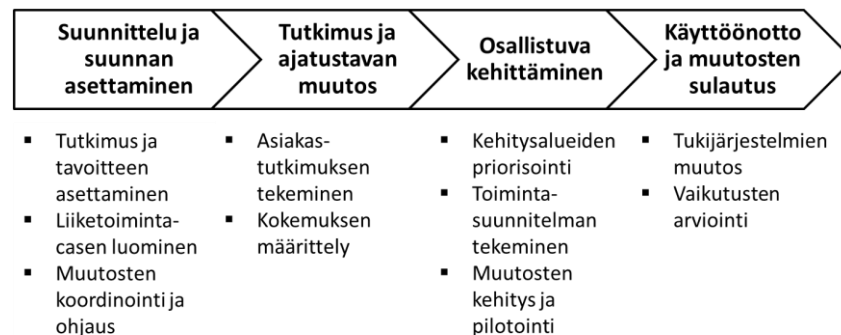 Suunnittelu ja
suunnan
asettaminen
Tutkimus ja
ajatustavan
muutos
Osallistuva
kehittäminen
Käyttöönotto
ja muutosten
sulautus
▪ Tutkimus ja
tavoitteen
asettaminen
▪ Liiketoiminta-
casen luominen
▪ Muutosten
koordinointi ja
ohjaus
▪ Asiakas-
tutkimuksen
tekeminen
▪ Kokemuksen
määrittely
▪ Kehitysalueiden
priorisointi
▪ Toiminta-
suunnitelman
tekeminen
▪ Muutosten
kehitys ja
pilotointi
▪ Tukijärjestelmien
muutos
▪ Vaikutusten
arviointi